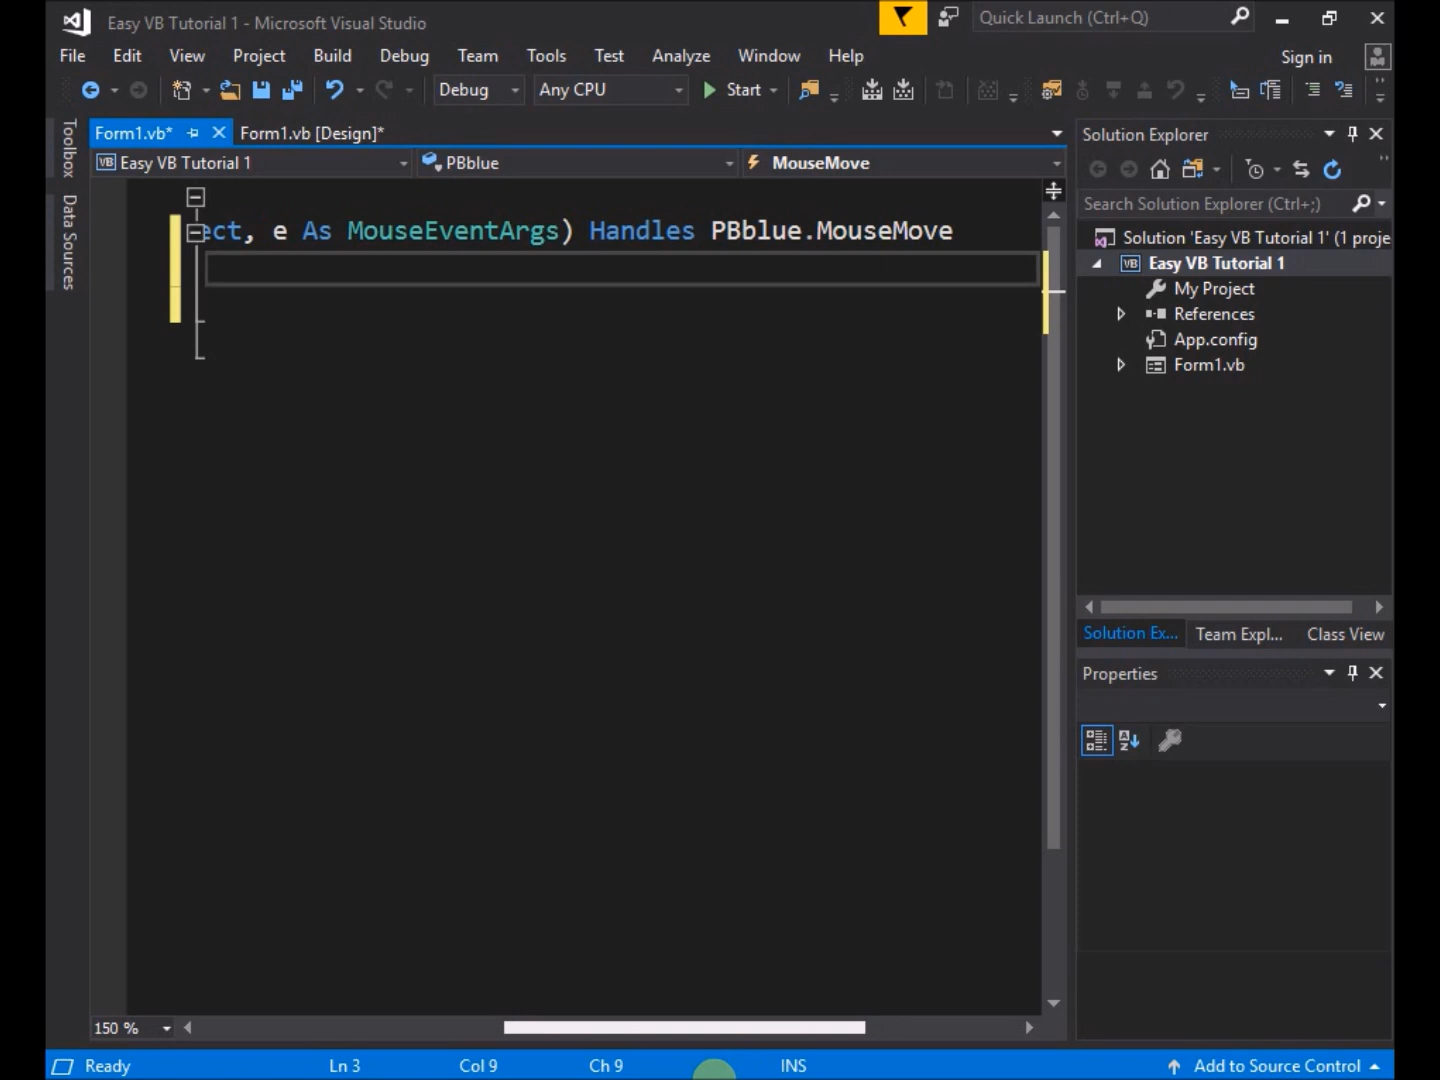 Easy VB Tutorial 1 - Microsoft Visual Studio
Quick Launch (Ctrl+Q)
File Edit View Project Build Debug Team Tools Test Analyze Window Help
Sign in
Debug Any CPU Start
Toolbox
Data Sources
Form1.vb* Form1.vb [Design]*
VB Easy VB Tutorial 1 PBblue MouseMove
ect, e As MouseEventArgs) Handles PBblue.MouseMove
Solution Explorer
Search Solution Explorer (Ctrl+;)
Solution 'Easy VB Tutorial 1' (1 proje
VB Easy VB Tutorial 1
My Project
References
App.config
Form1.vb
Solution Ex... Team Expl... Class View
Properties
150 %
Ready Ln 3 Col 9 Ch 9 INS Add to Source Control